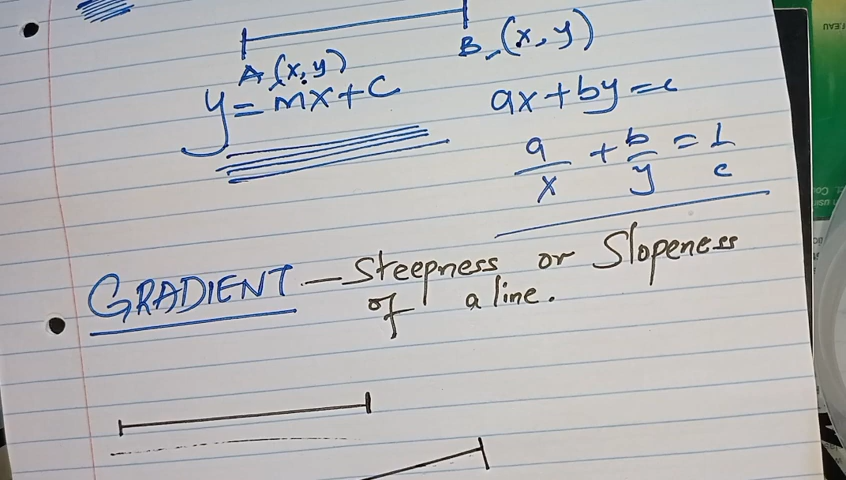 A, (x, y)
B, (x, y)
y = mx + c
ax + by = c
a/x + b/y = 1/c
GRADIENT — Steepness or Slopeness
of a line.